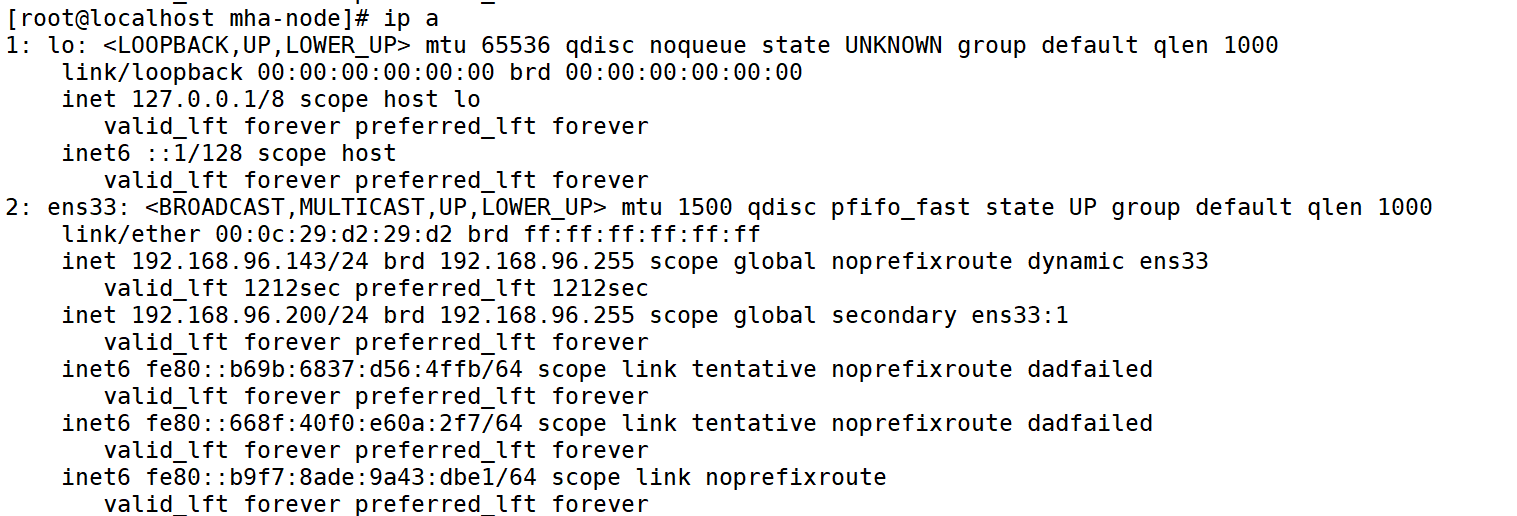 [root@localhost mha-node]# ip a
1: lo: <LOOPBACK,UP,LOWER_UP> mtu 65536 qdisc noqueue state UNKNOWN group default qlen 1000
link/loopback 00:00:00:00:00:00 brd 00:00:00:00:00:00
inet 127.0.0.1/8 scope host lo
valid_lft forever preferred_lft forever
inet6 ::1/128 scope host
valid_lft forever preferred_lft forever
2: ens33: <BROADCAST,MULTICAST,UP,LOWER_UP> mtu 1500 qdisc pfifo_fast state UP group default qlen 1000
link/ether 00:0c:29:d2:29:d2 brd ff:ff:ff:ff:ff:ff
inet 192.168.96.143/24 brd 192.168.96.255 scope global noprefixroute dynamic ens33
valid_lft 1212sec preferred_lft 1212sec
inet 192.168.96.200/24 brd 192.168.96.255 scope global secondary ens33:1
valid_lft forever preferred_lft forever
inet6 fe80::b69b:6837:d56:4ffb/64 scope link tentative noprefixroute dadfailed
valid_lft forever preferred_lft forever
inet6 fe80::668f:40f0:e60a:2f7/64 scope link tentative noprefixroute dadfailed
valid_lft forever preferred_lft forever
inet6 fe80::b9f7:8ade:9a43:dbe1/64 scope link noprefixroute
valid_lft forever preferred_lft forever